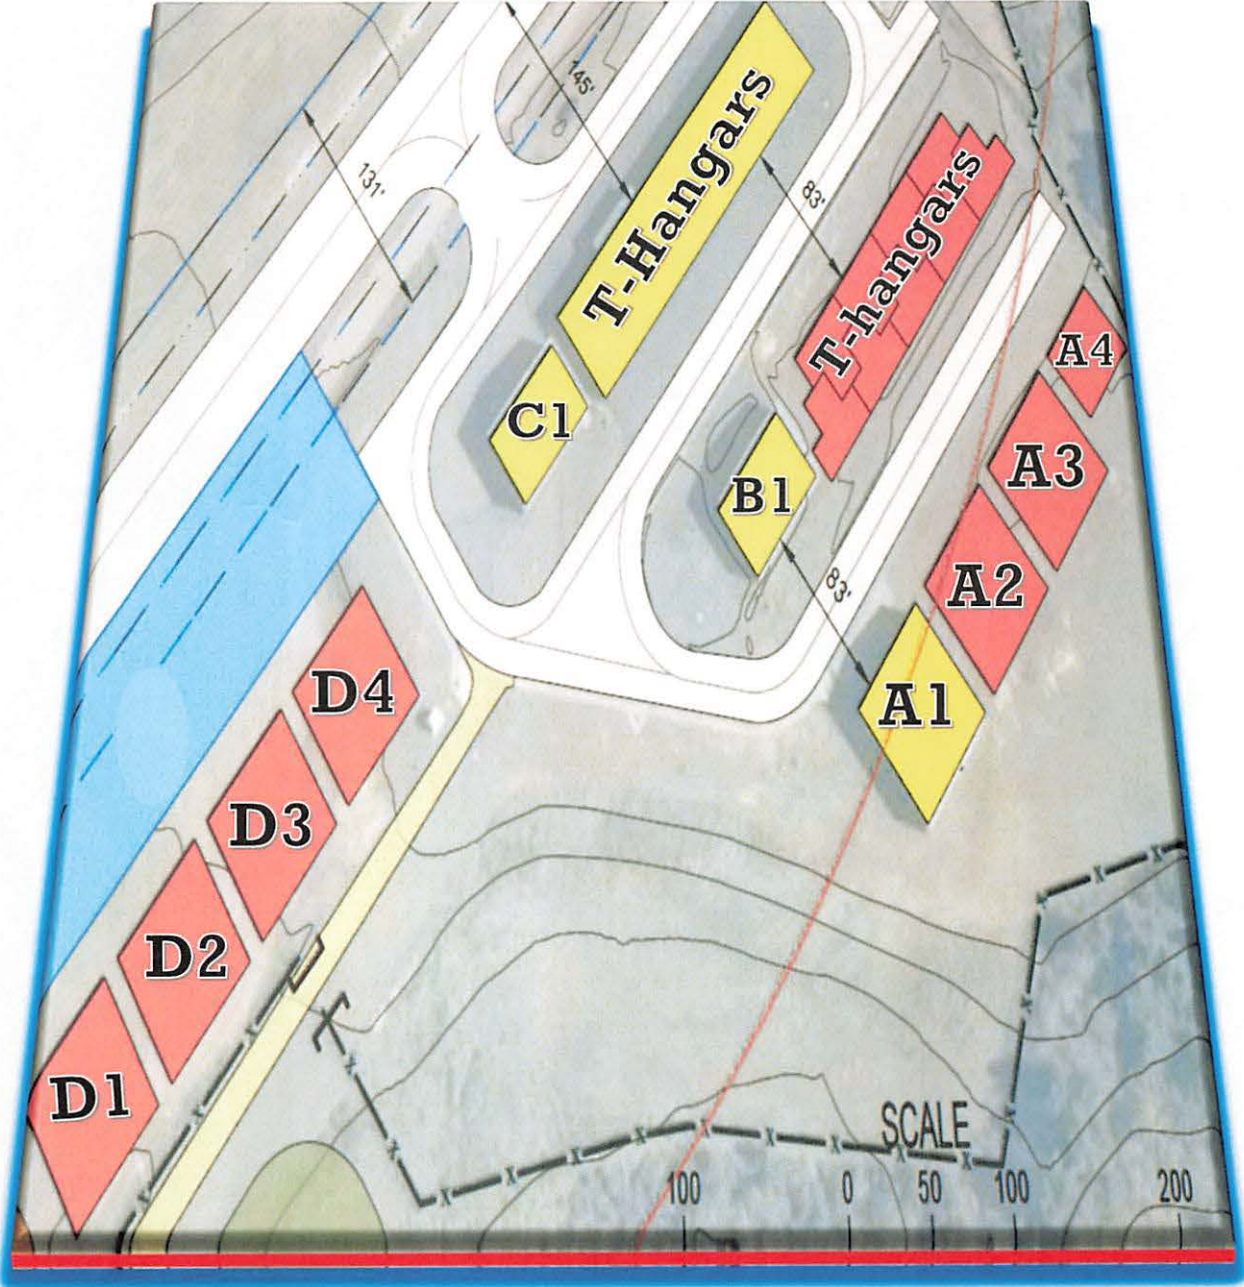 145'
131'
T-Hangars
83'
T-hangars
A4
C1
A3
B1
A2
83'
D4
A1
D3
D2
D1
SCALE
100 0 50 100 200